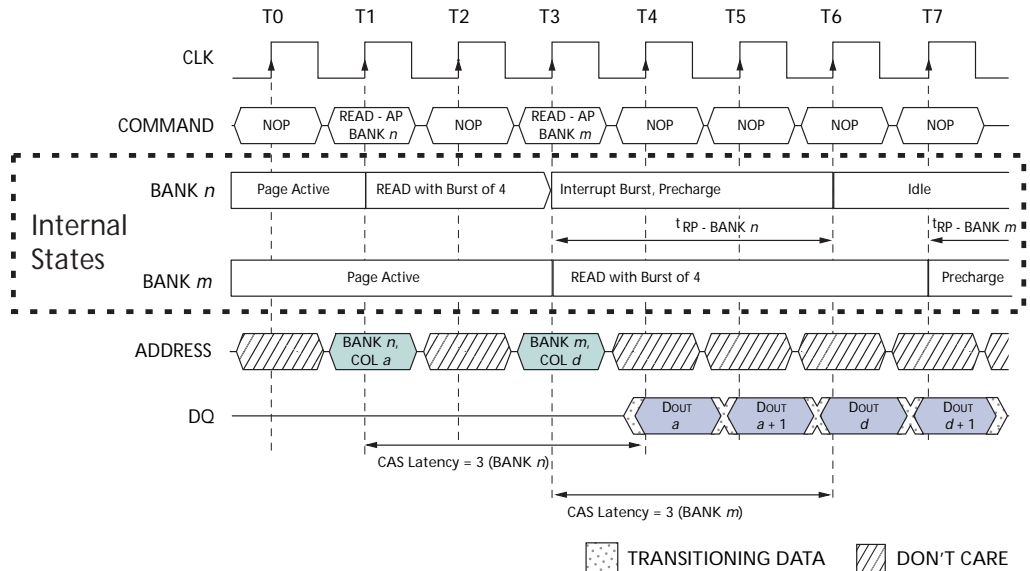 T0 T1 T2 T3 T4 T5 T6 T7
CLK
COMMAND NOP READ - AP NOP READ - AP NOP NOP NOP NOP
BANK n BANK m
BANK n Page Active READ with Burst of 4 Interrupt Burst, Precharge Idle
Internal
States
tRP - BANK n tRP - BANK m
BANK m Page Active READ with Burst of 4 Precharge
ADDRESS BANK n, BANK m,
COL a COL d
DQ DOUT DOUT DOUT DOUT
a a + 1 d d + 1
CAS Latency = 3 (BANK n)
CAS Latency = 3 (BANK m)
TRANSITIONING DATA DON'T CARE